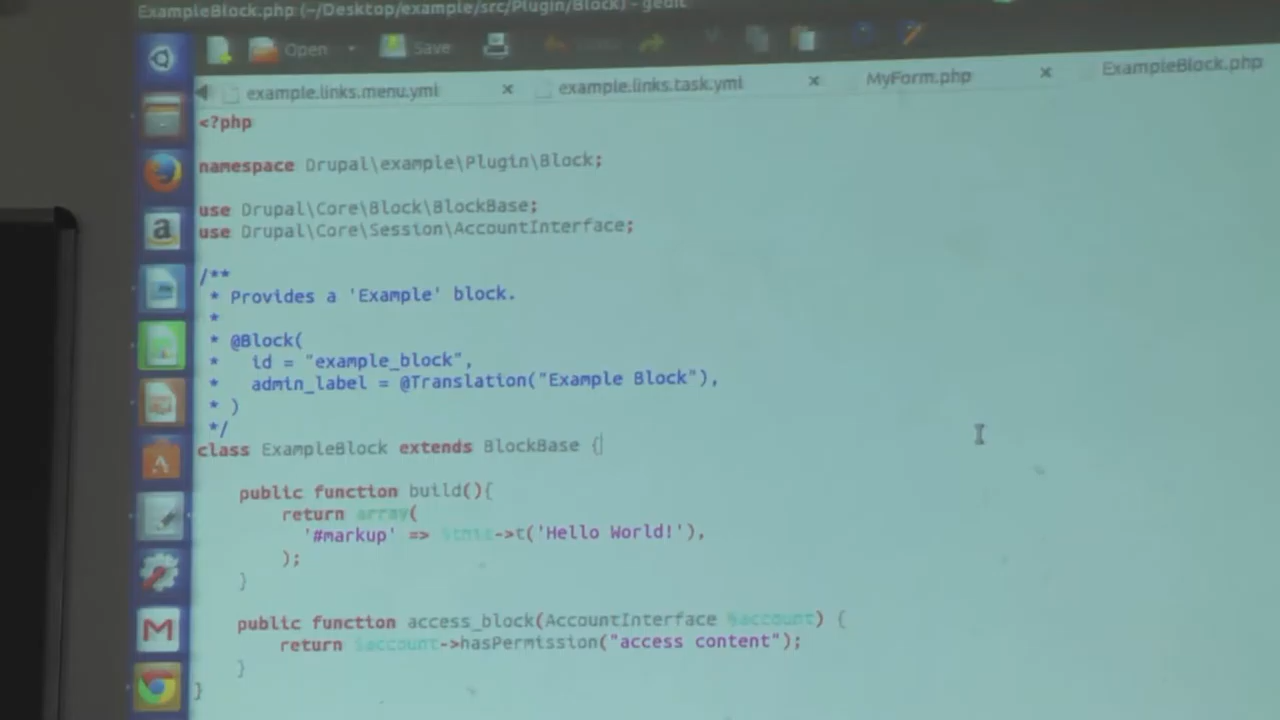 ExampleBlock.php (~/Desktop/example/src/Plugin/Block) - gedit
Open Save
example.links.menu.yml × example.links.task.yml × MyForm.php × ExampleBlock.php
<?php
namespace Drupal\example\Plugin\Block;
use Drupal\Core\Block\BlockBase;
use Drupal\Core\Session\AccountInterface;
/**
* Provides a 'Example' block.
*
* @Block(
*   id = "example_block",
*   admin_label = @Translation("Example Block"),
* )
*/
class ExampleBlock extends BlockBase {
public function build(){
return array(
'#markup' => $this->t('Hello World!'),
);
}
public function access_block(AccountInterface $account) {
return $account->hasPermission("access content");
}
}